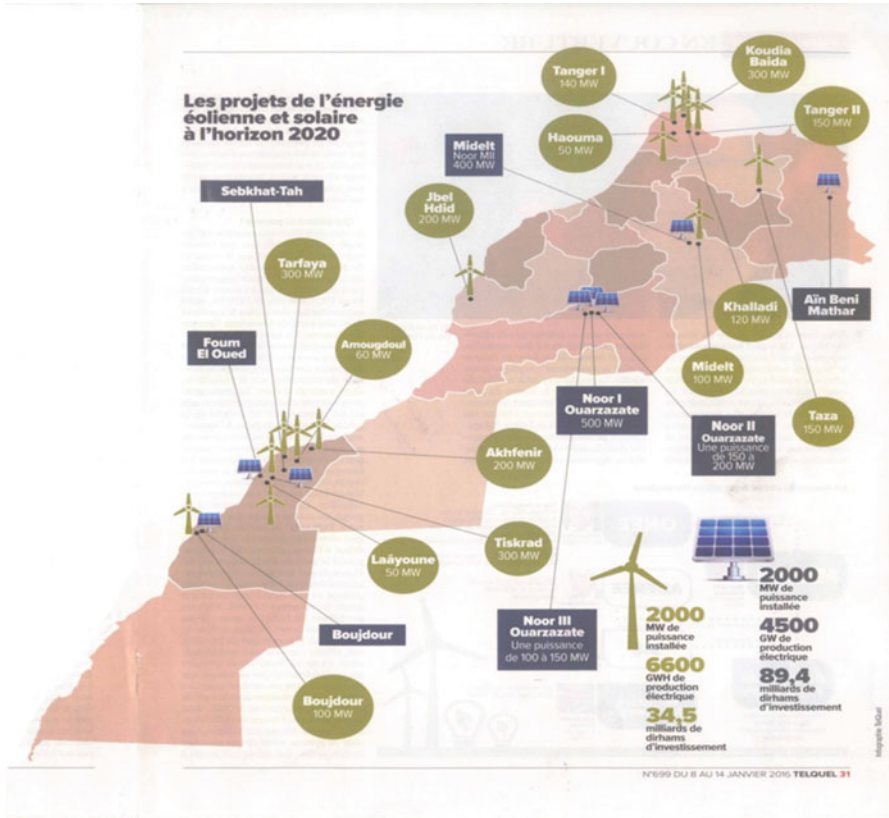 Les projets de l'énergie
éolienne et solaire
à l'horizon 2020
Tanger I
140 MW
Koudia
Baida
300 MW
Haouma
50 MW
Tanger II
150 MW
Midelt
Noor MII
400 MW
Sebkhat-Tah
Jbel
Hdid
200 MW
Tarfaya
300 MW
Foum
El Oued
Amougdoul
60 MW
Khalladi
120 MW
Aïn Beni
Mathar
Midelt
100 MW
Noor I
Ouarzazate
500 MW
Noor II
Ouarzazate
Une puissance
de 150 à
200 MW
Taza
150 MW
Akhfenir
200 MW
Tiskrad
300 MW
Laâyoune
50 MW
Boujdour
Noor III
Ouarzazate
Une puissance
de 100 à 150 MW
Boujdour
100 MW
2000
MW de
puissance
installée
6600
GWH de
production
électrique
34,5
milliards de
dirhams
d'investissement
2000
MW de
puissance
installée
4500
GW de
production
électrique
89,4
milliards de
dirhams
d'investissement
Infographie TelQuel
N°699 DU 8 AU 14 JANVIER 2016 TELQUEL 31